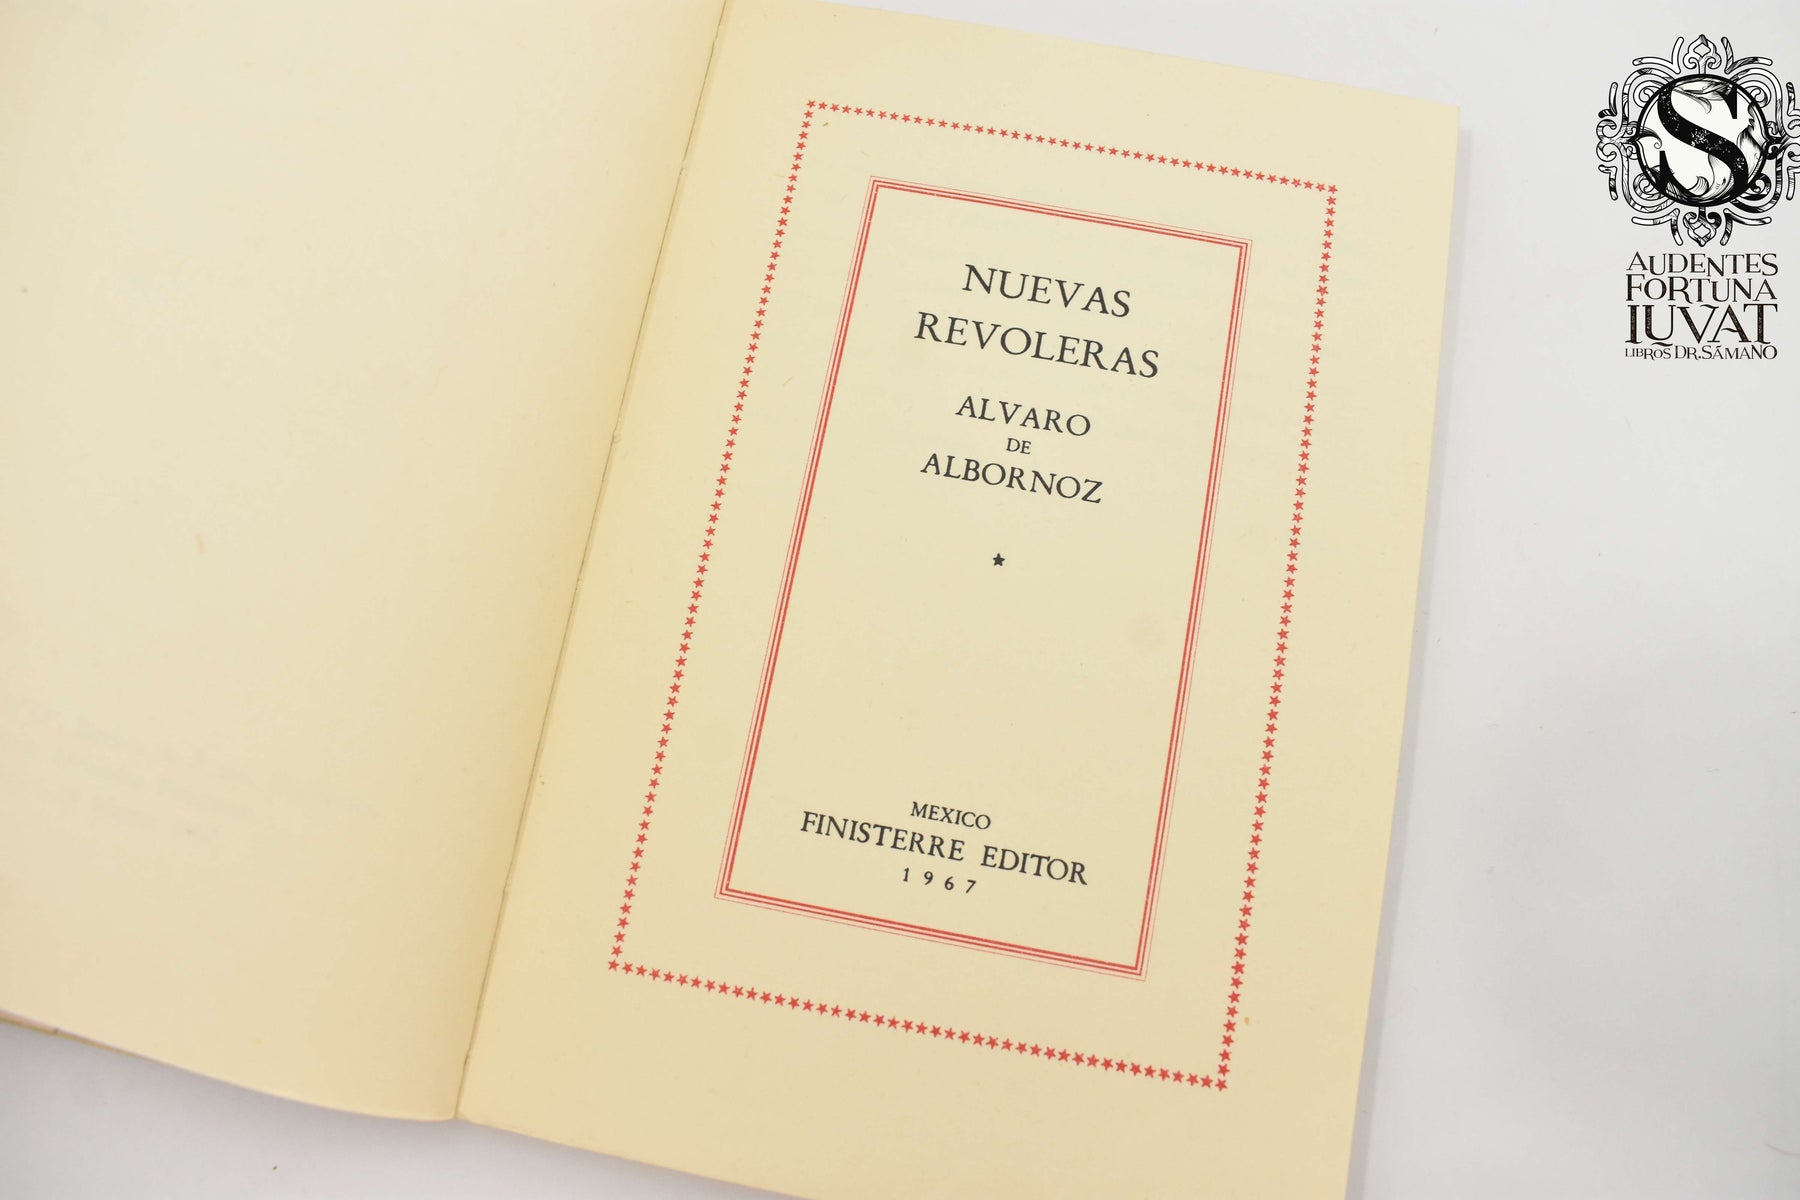 NUEVAS
REVOLERAS
ALVARO
DE
ALBORNOZ
MEXICO
FINISTERRE EDITOR
1967
S
AUDENTES
FORTUNA
IUVAT
LIBROS DR. SÁMANO